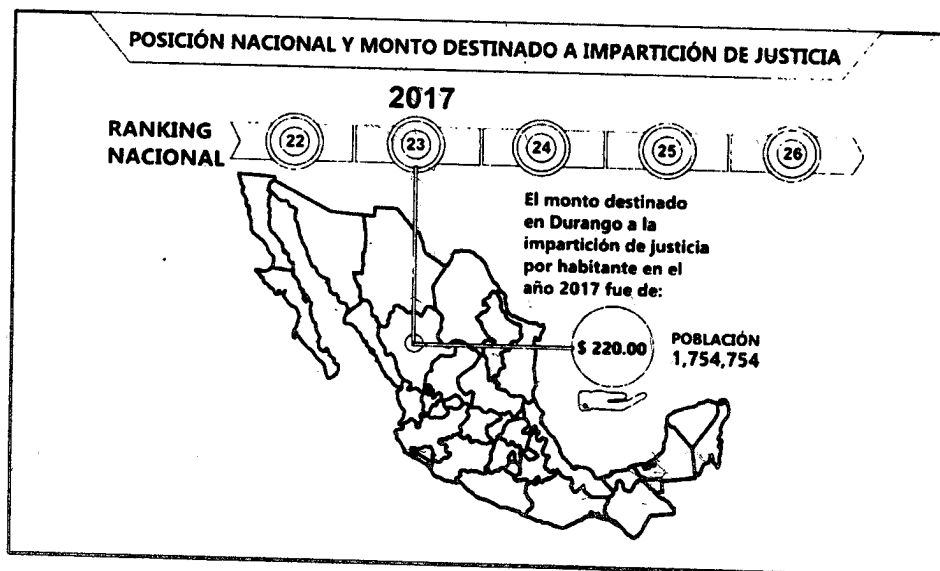 POSICIÓN NACIONAL Y MONTO DESTINADO A IMPARTICIÓN DE JUSTICIA
2017
RANKING
NACIONAL
22
23
24
25
26
El monto destinado
en Durango a la
impartición de justicia
por habitante en el
año 2017 fue de:
$ 220.00
POBLACIÓN
1,754,754